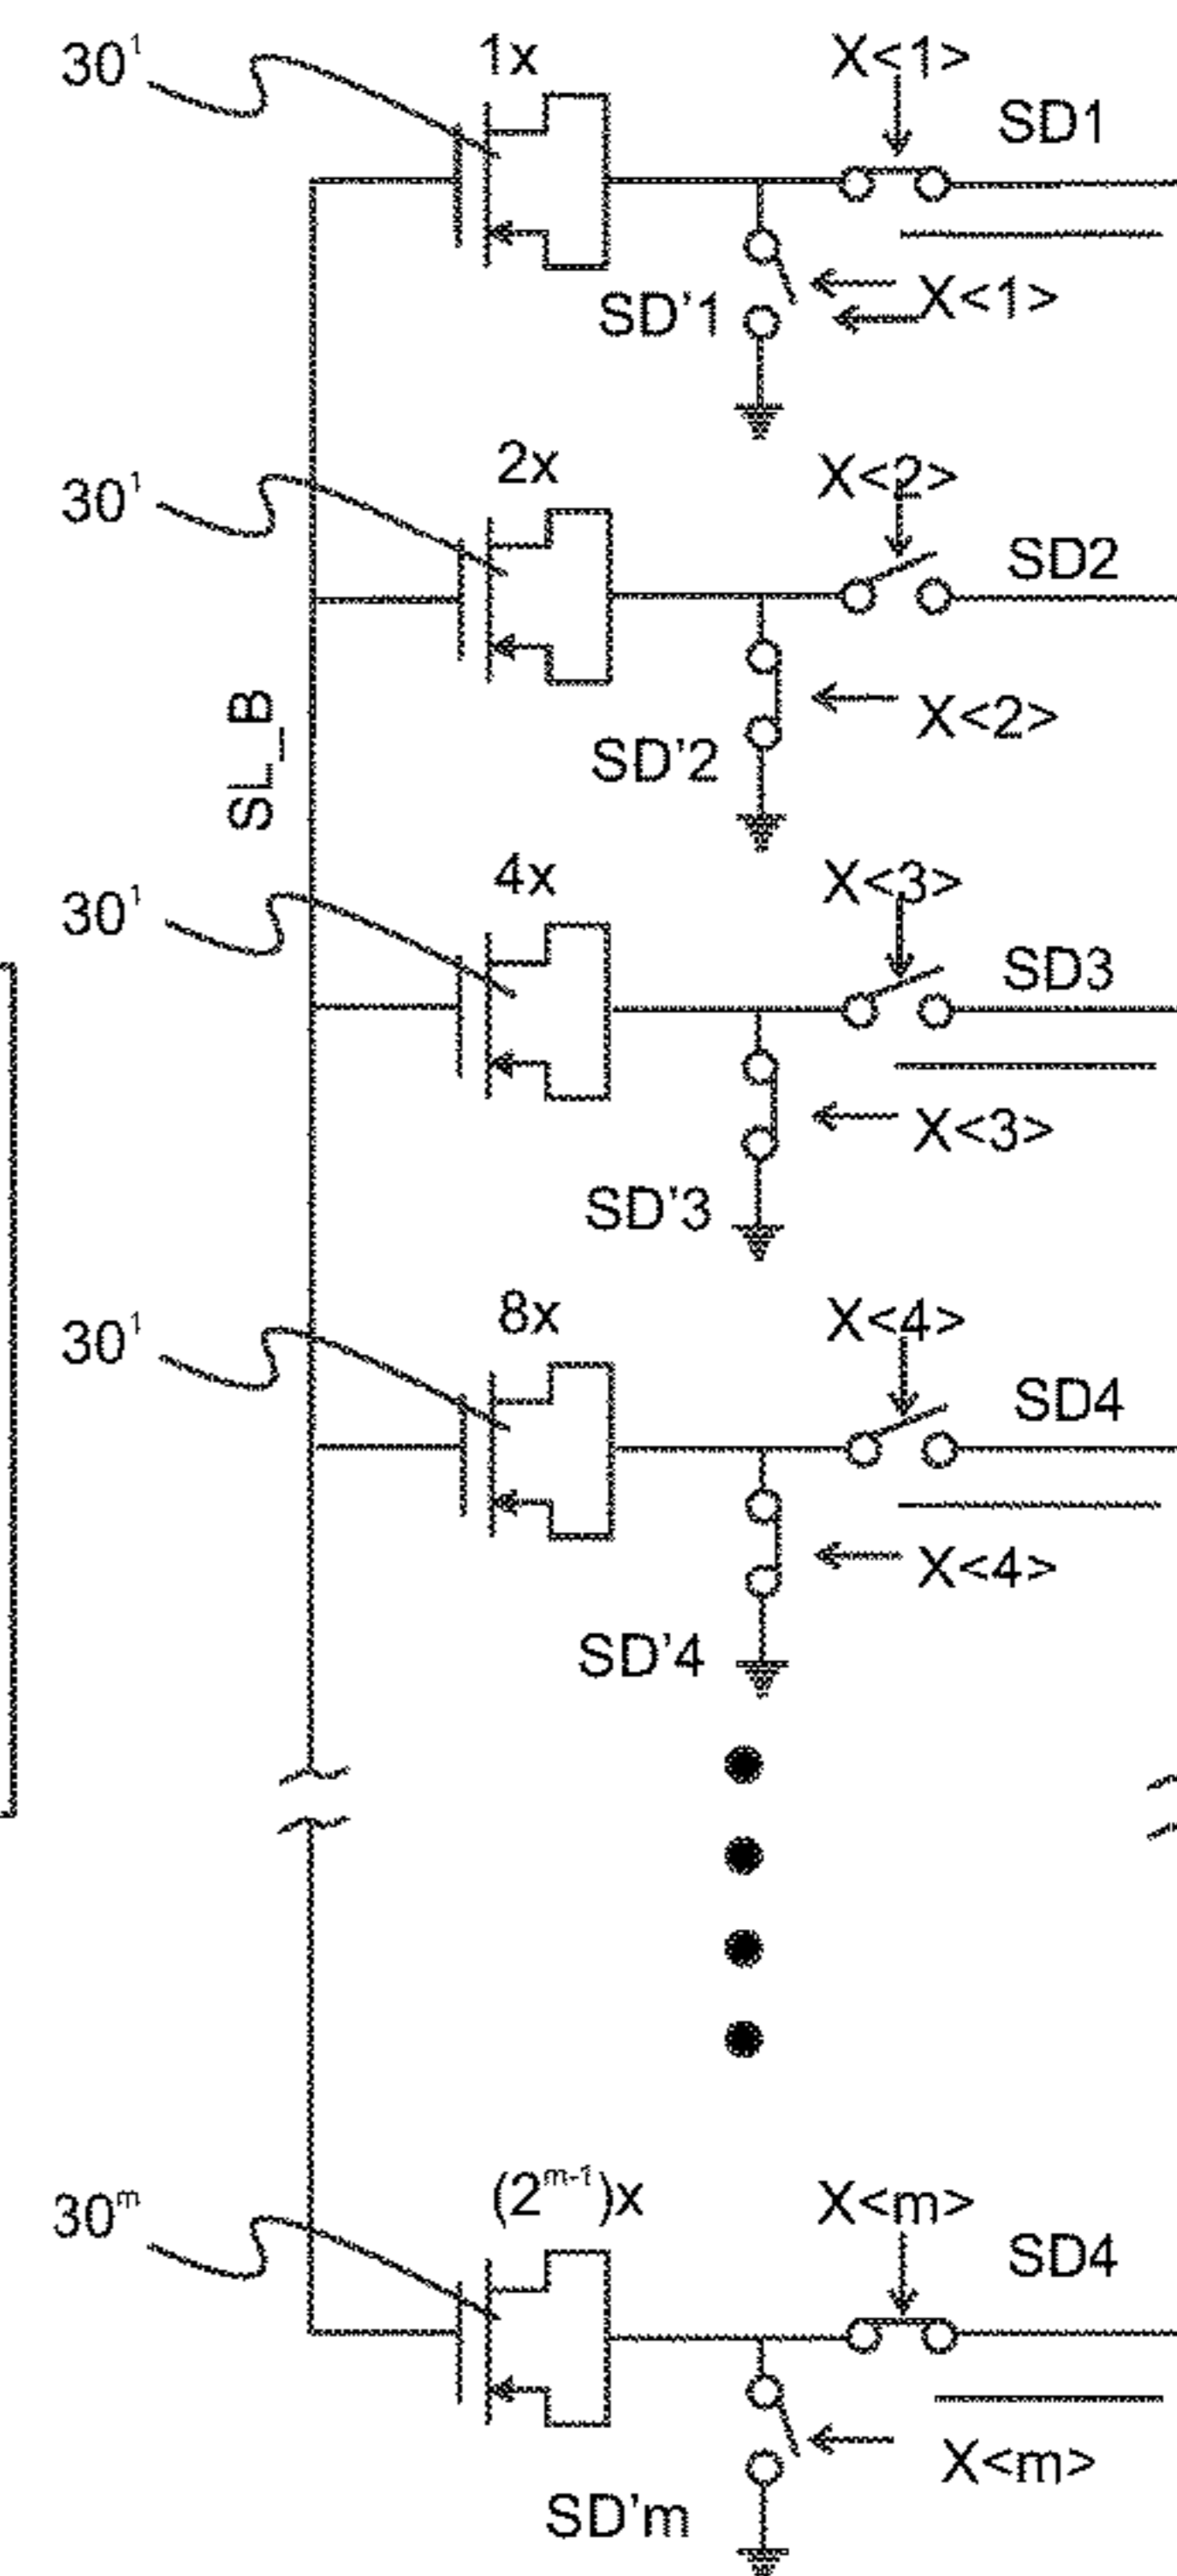 30¹ 1x X<1> SD1
SD'1 X<1>
30¹ 2x X<2> SD2
SD'2 X<2>
SL_B
30¹ 4x X<3> SD3
SD'3 X<3>
30¹ 8x X<4> SD4
SD'4 X<4>
30ᵐ (2ᵐ⁻¹)x X<m> SD4
SD'm X<m>